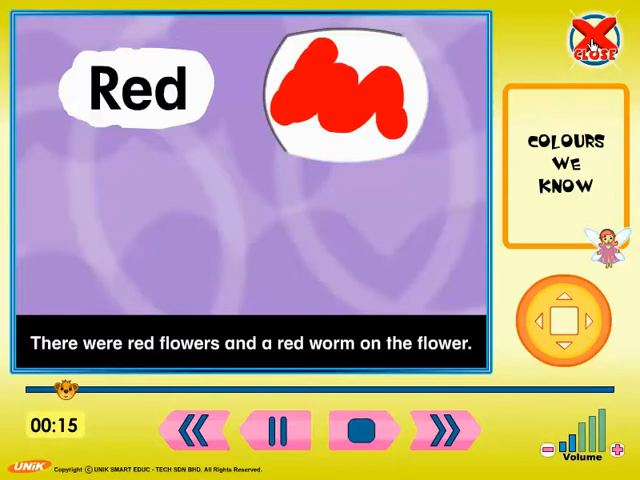 Red
CLOSE
COLOURS
WE
KNOW
There were red flowers and a red worm on the flower.
00:15
Volume
UNIK
Copyright © UNIK SMART EDUC - TECH SDN BHD. All Rights Reserved.